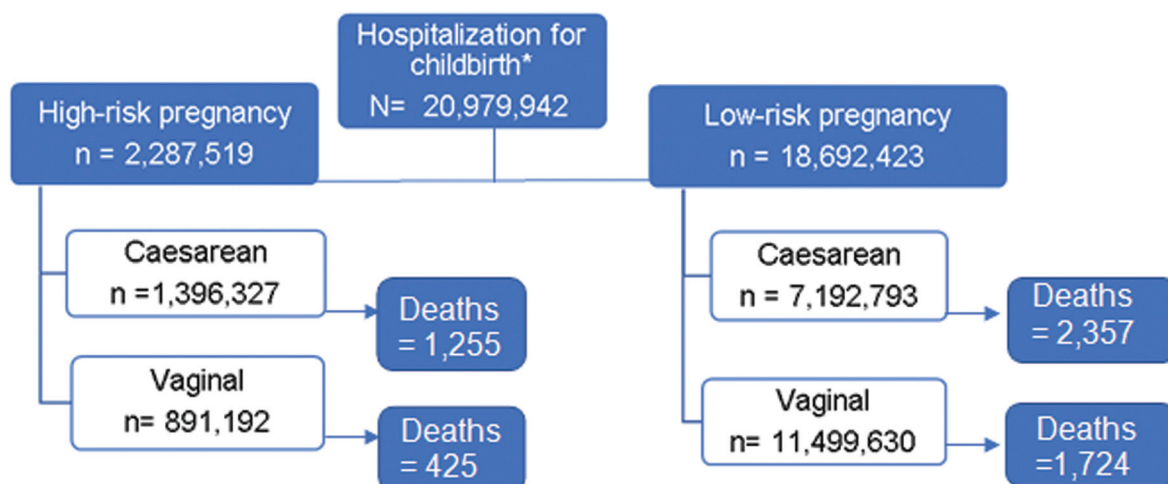 Hospitalization for
childbirth*
N= 20,979,942
High-risk pregnancy
n = 2,287,519
Caesarean
n =1,396,327
Deaths
= 1,255
Vaginal
n= 891,192
Deaths
= 425
Low-risk pregnancy
n = 18,692,423
Caesarean
n = 7,192,793
Deaths
= 2,357
Vaginal
n= 11,499,630
Deaths
=1,724